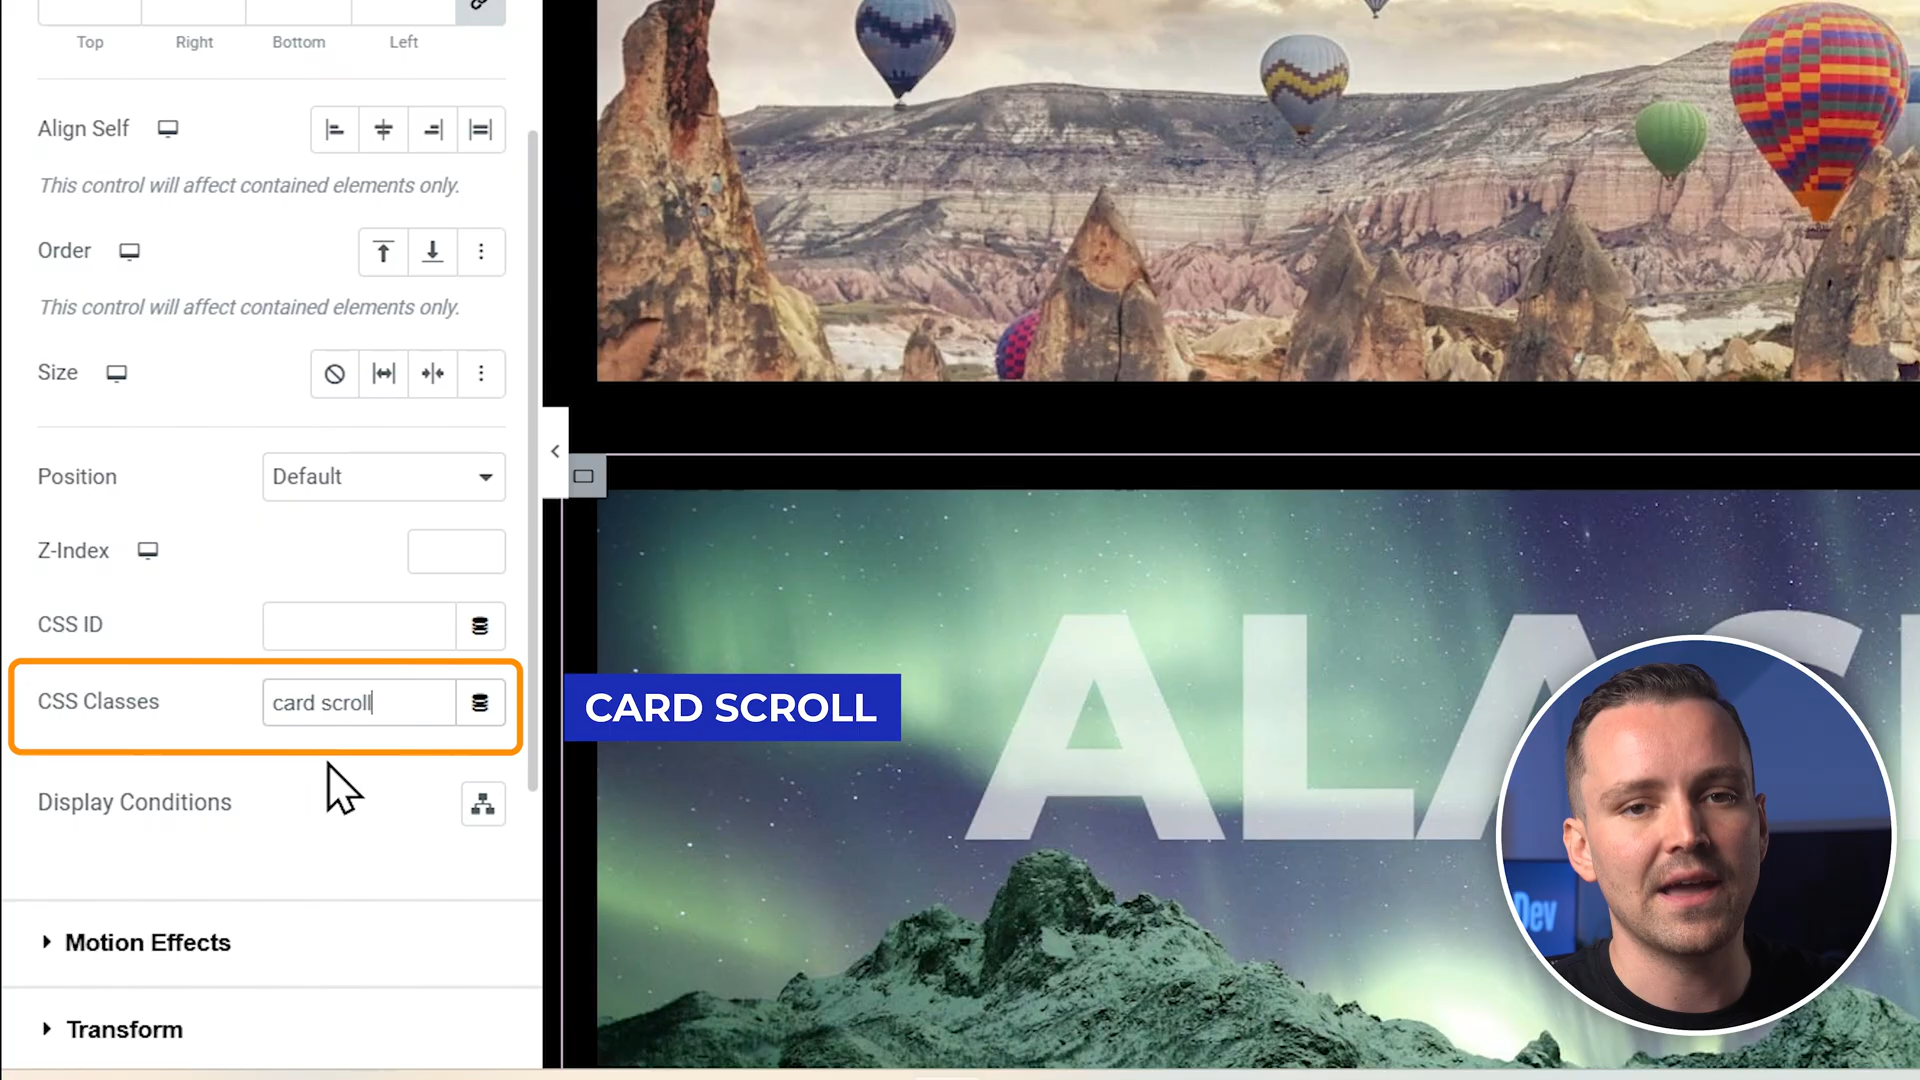 Top Right Bottom Left
Align Self
This control will affect contained elements only.
Order
This control will affect contained elements only.
Size
Position Default
Z-Index
CSS ID
CSS Classes card scroll
CARD SCROLL
Display Conditions
Motion Effects
Transform
Dev